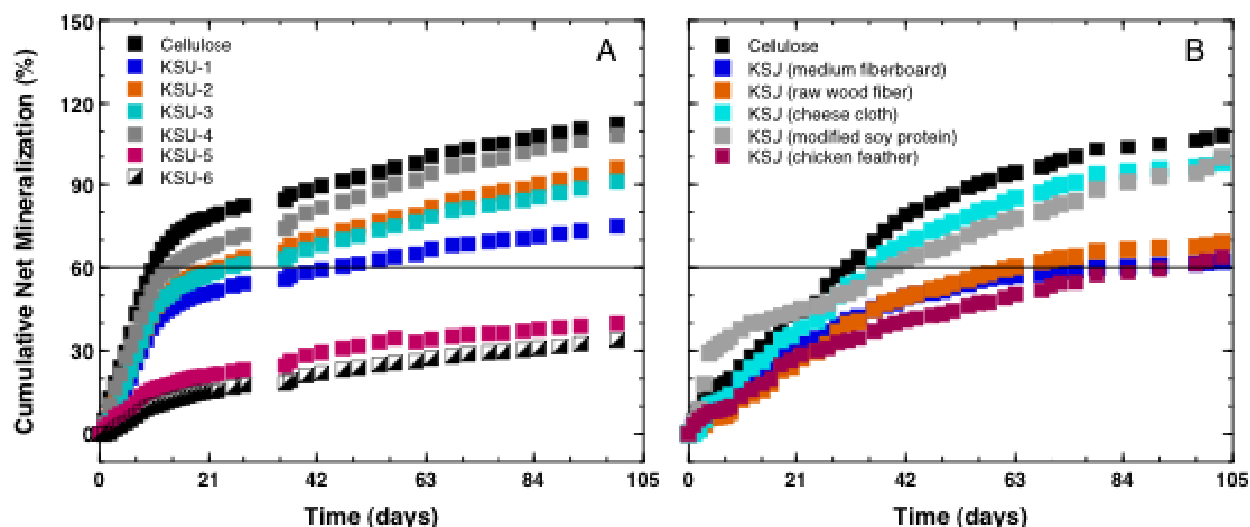 150
120
90
60
30
0
Cumulative Net Mineralization (%)
A
Cellulose
KSU-1
KSU-2
KSU-3
KSU-4
KSU-5
KSU-6
0 21 42 63 84 105
Time (days)
B
Celulose
KSJ (medium fiberboard)
KSJ (raw wood fiber)
KSJ (cheese cloth)
KSJ (modified soy protein)
KSJ (chicken feather)
0 21 42 63 84 105
Time (days)